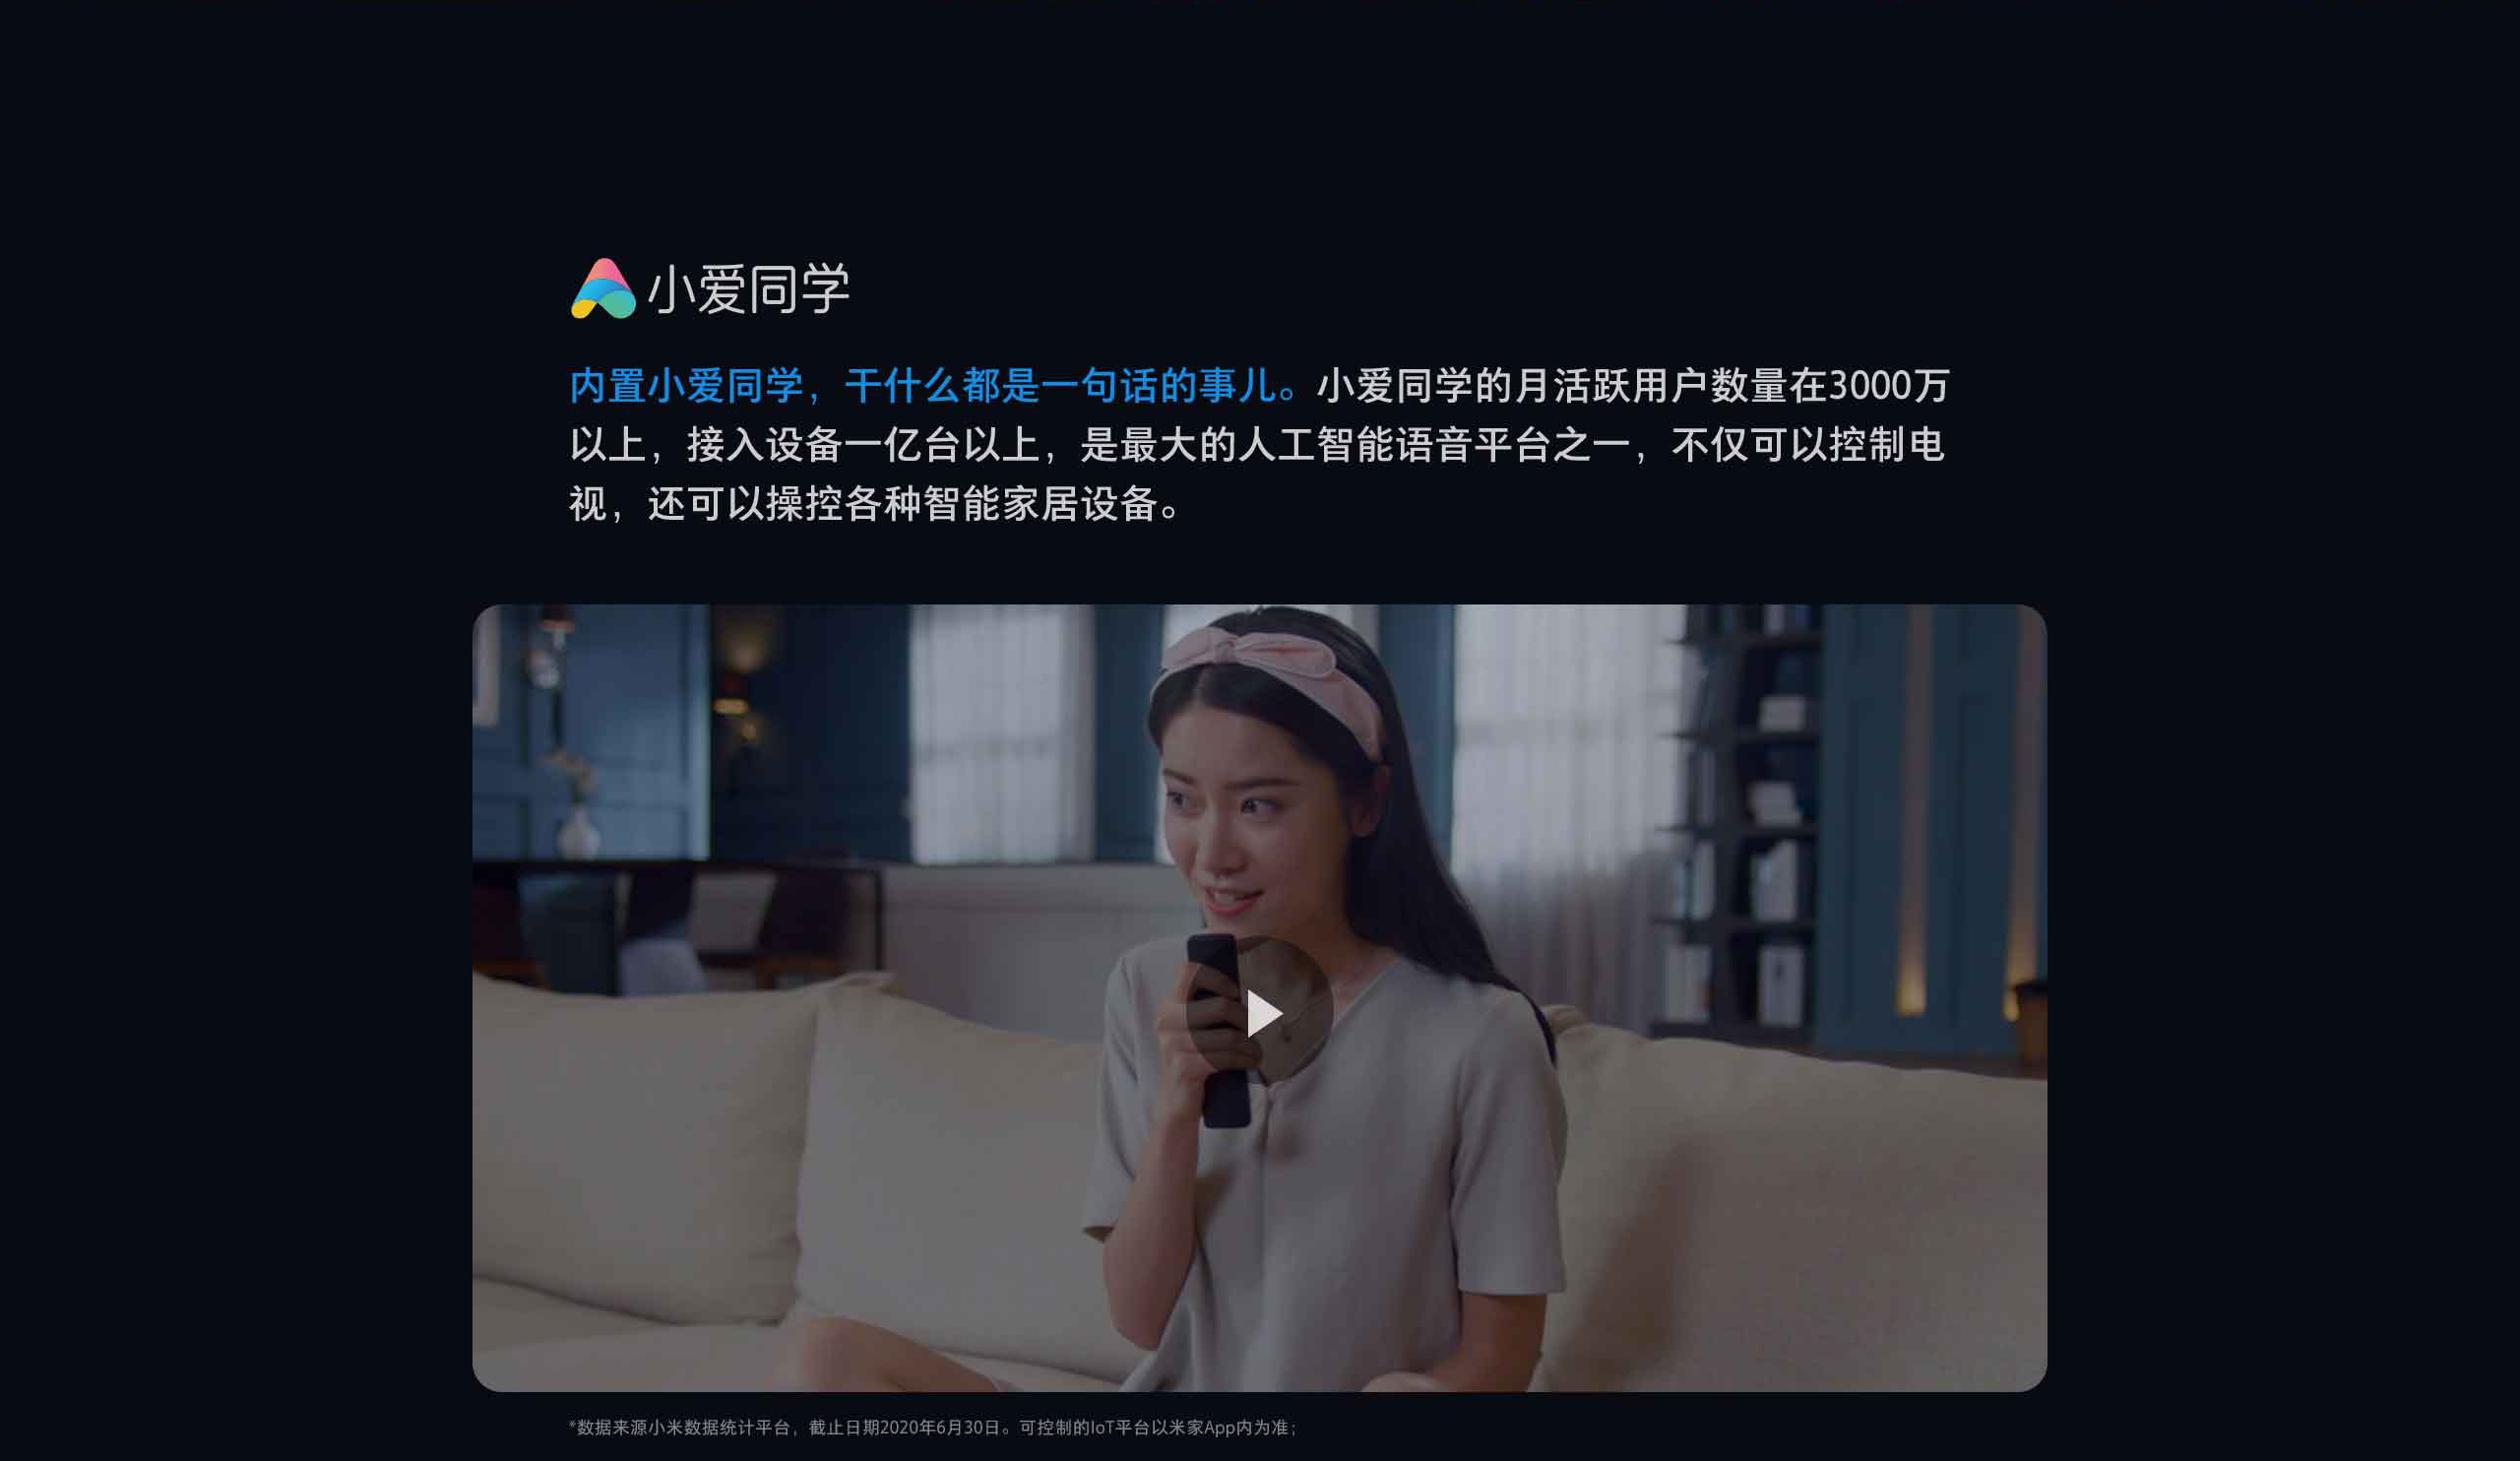 小爱同学
内置小爱同学，干什么都是一句话的事儿。小爱同学的月活跃用户数量在3000万
以上，接入设备一亿台以上，是最大的人工智能语音平台之一，不仅可以控制电
视，还可以操控各种智能家居设备。
*数据来源小米数据统计平台，截止日期2020年6月30日。可控制的IoT平台以米家App内为准；